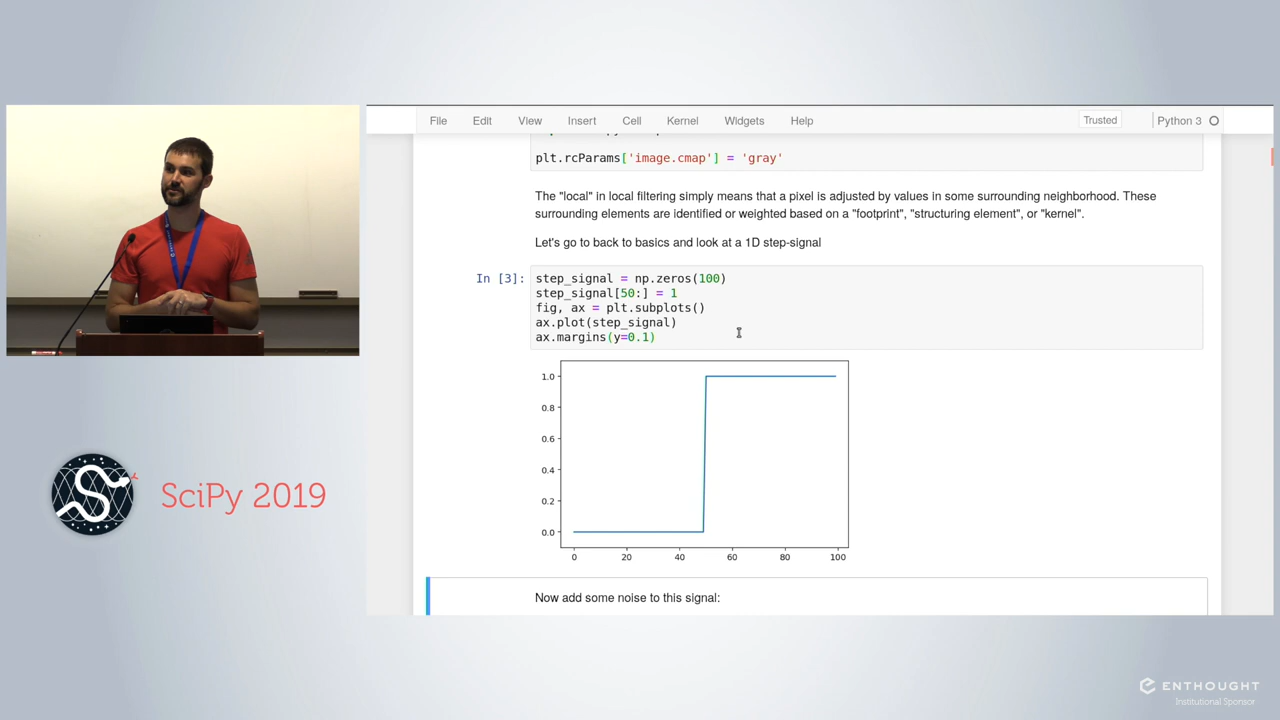 File Edit View Insert Cell Kernel Widgets Help Trusted Python 3
plt.rcParams['image.cmap'] = 'gray'
The "local" in local filtering simply means that a pixel is adjusted by values in some surrounding neighborhood. These
surrounding elements are identified or weighted based on a "footprint", "structuring element", or "kernel".
Let's go to back to basics and look at a 1D step-signal
In [3]:
step_signal = np.zeros(100)
step_signal[50:] = 1
fig, ax = plt.subplots()
ax.plot(step_signal)
ax.margins(y=0.1)
1.0
0.8
0.6
0.4
0.2
0.0
0 20 40 60 80 100
Now add some noise to this signal:
SciPy 2019
ENTHOUGHT
Institutional Sponsor